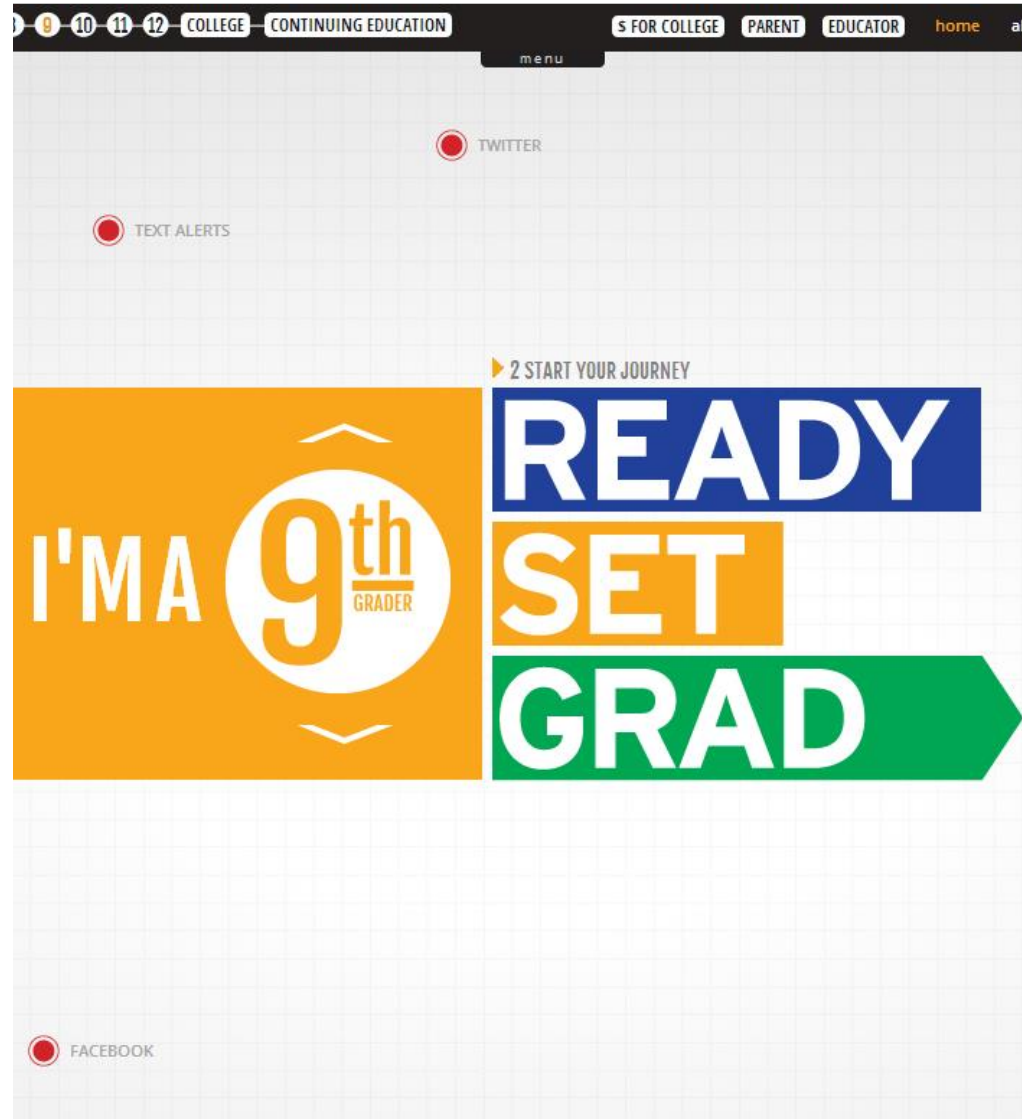 9 10 11 12 COLLEGE CONTINUING EDUCATION S FOR COLLEGE PARENT EDUCATOR home
menu
TWITTER
TEXT ALERTS
2 START YOUR JOURNEY
I'M A 9th GRADER
READY
SET
GRAD
FACEBOOK